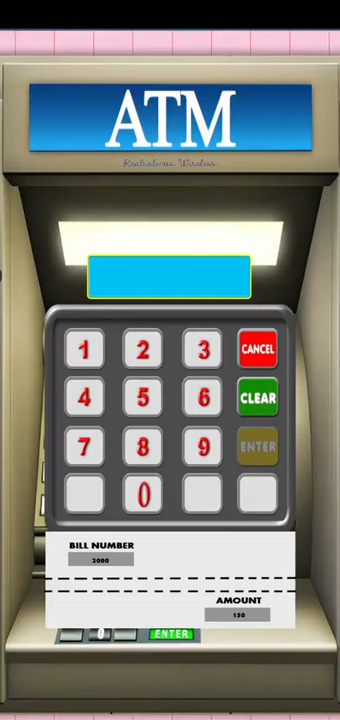 ATM
1 2 3 CANCEL
4 5 6 CLEAR
7 8 9 ENTER
0
BILL NUMBER
2000
AMOUNT
150
0 ENTER